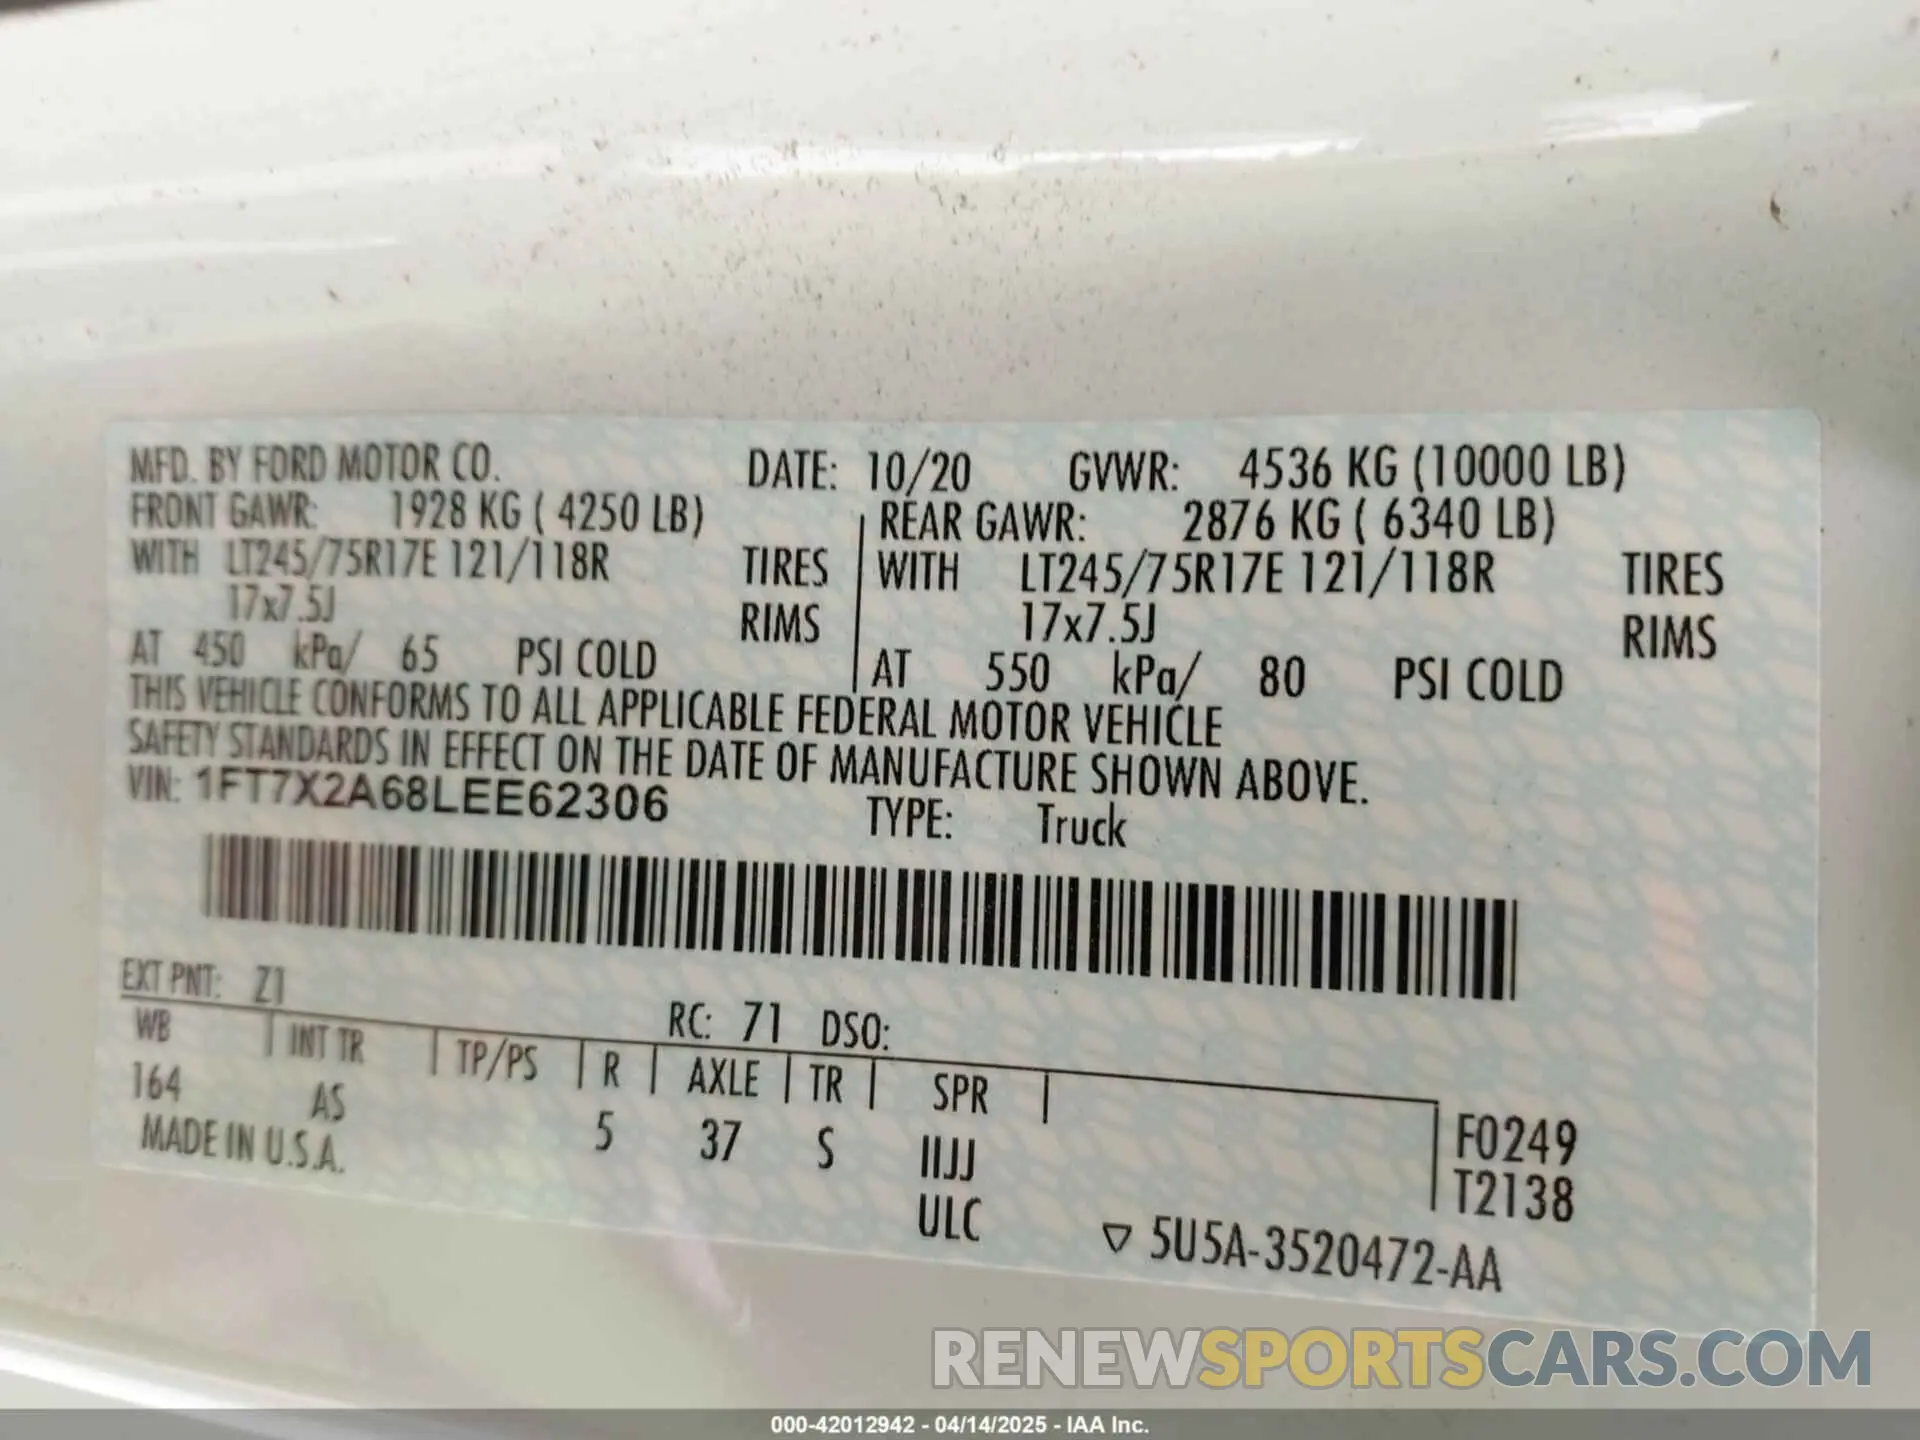 MFD. BY FORD MOTOR CO. DATE: 10/20 GVWR: 4536 KG (10000 LB)
FRONT GAWR: 1928 KG ( 4250 LB) REAR GAWR: 2876 KG ( 6340 LB)
WITH LT245/75R17E 121/118R TIRES WITH LT245/75R17E 121/118R TIRES
17x7.5J RIMS 17x7.5J RIMS
AT 450 kPa/ 65 PSI COLD AT 550 kPa/ 80 PSI COLD
THIS VEHICLE CONFORMS TO ALL APPLICABLE FEDERAL MOTOR VEHICLE
SAFETY STANDARDS IN EFFECT ON THE DATE OF MANUFACTURE SHOWN ABOVE.
VIN: 1FT7X2A68LEE62306 TYPE: Truck
EXT PNT: Z1 RC: 71 DSO:
WB INT TR TP/PS R AXLE TR SPR
164 AS 5 37 S IIJJ F0249
MADE IN U.S.A. ULC T2138
▽ 5U5A-3520472-AA
RENEWSPORTSCARS.COM
000-42012942 - 04/14/2025 - IAA Inc.